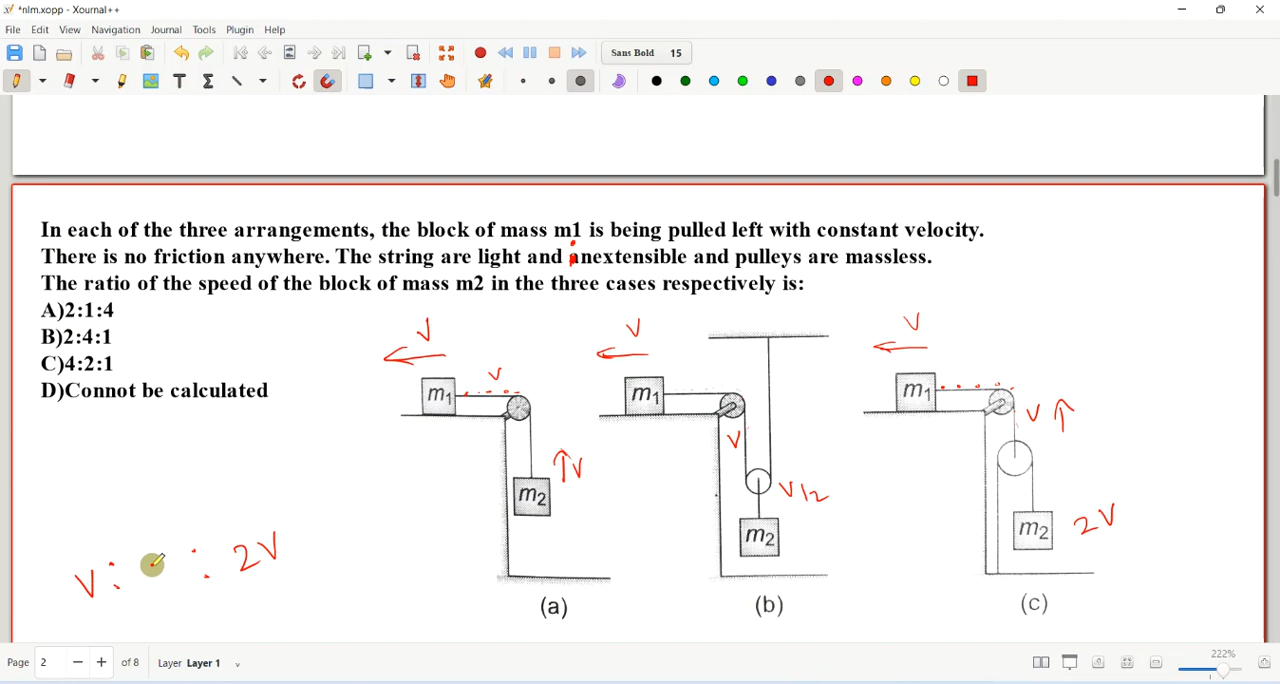 *nlm.xopp - Xournal++
File Edit View Navigation Journal Tools Plugin Help
Sans Bold 15
In each of the three arrangements, the block of mass m1 is being pulled left with constant velocity.
There is no friction anywhere. The string are light and inextensible and pulleys are massless.
The ratio of the speed of the block of mass m2 in the three cases respectively is:
A)2:1:4
B)2:4:1
C)4:2:1
D)Connot be calculated
V V V
V
m1 m1 m1
V V
V V/2
m2 m2 m2 2V
V : : 2V
(a) (b) (c)
Page 2 of 8 Layer Layer 1 223%